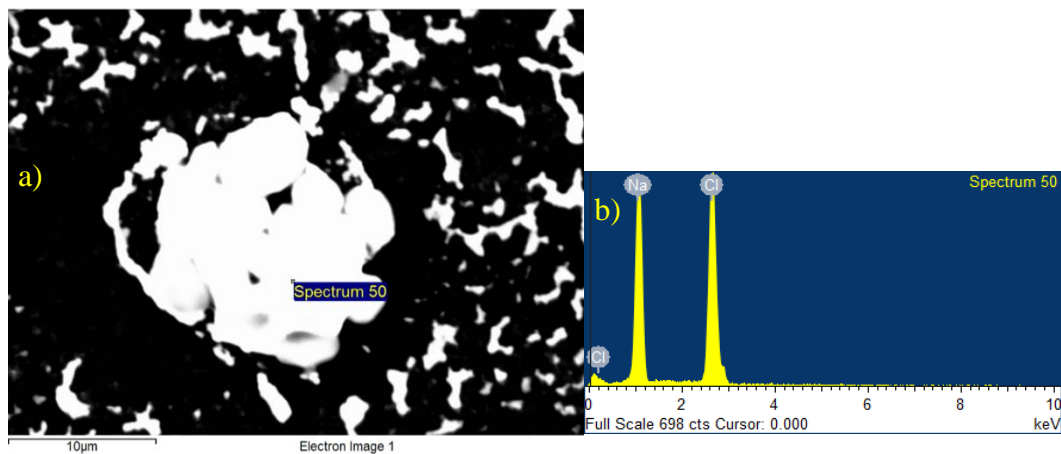 a)
Spectrum 50
10µm
Electron Image 1
b)
Spectrum 50
Na
Cl
Cl
0 2 4 6 8 10
Full Scale 698 cts Cursor: 0.000 keV